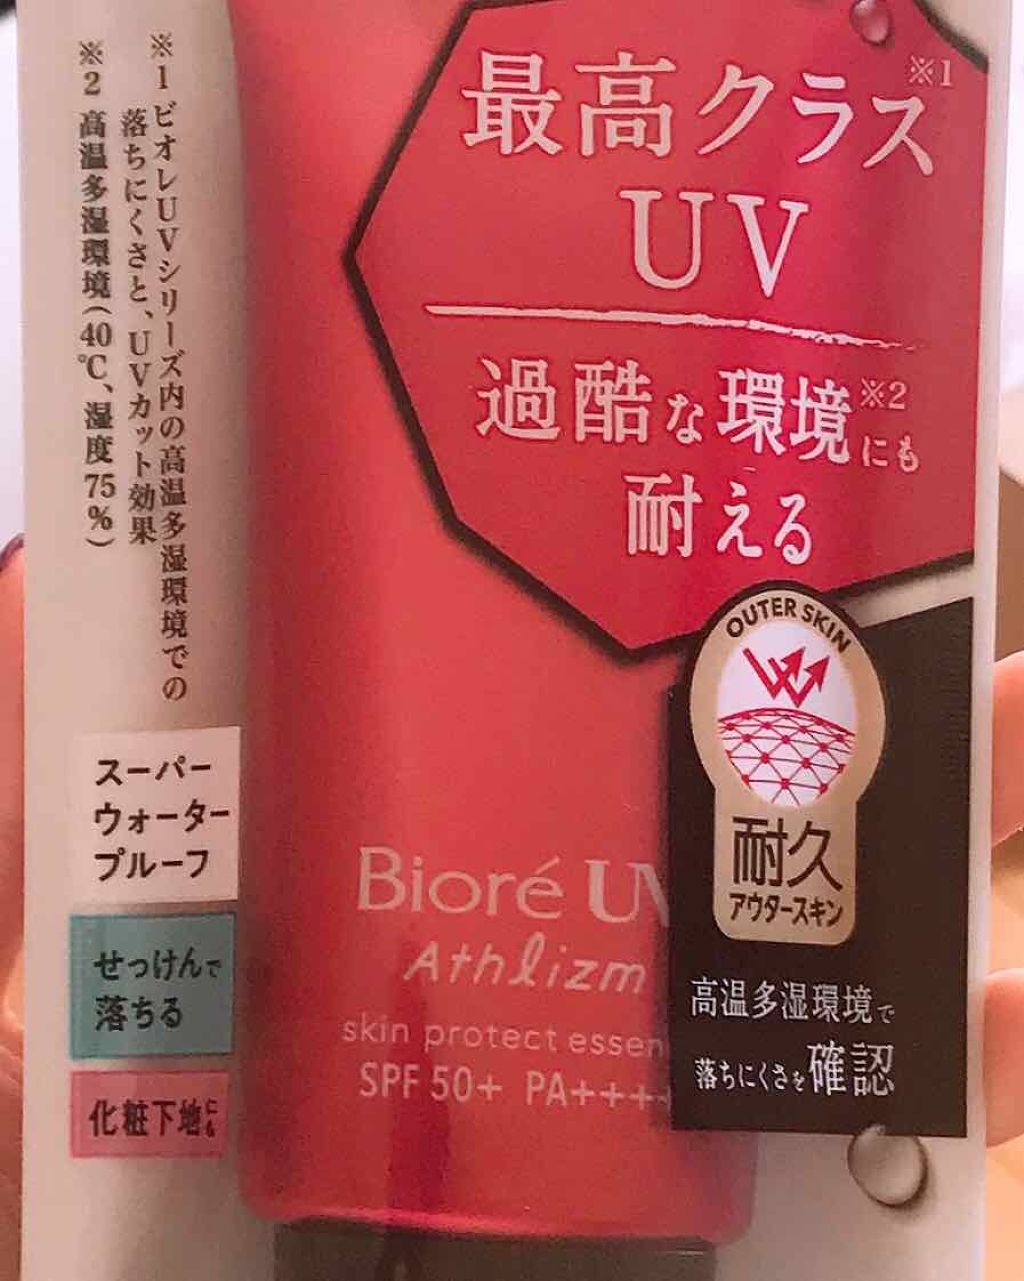 最高クラス※1
UV
過酷な環境※2にも
耐える
※1 ビオレUVシリーズ内の高温多湿環境での
落ちにくさと、UVカット効果
※2 高温多湿環境(40℃、湿度75%)
スーパー
ウォーター
プルーフ
せっけんで
落ちる
化粧下地にも
Bioré UV
Athlizm
skin protect essen
SPF 50+ PA++++
OUTER SKIN
耐久
アウタースキン
高温多湿環境で
落ちにくさを確認